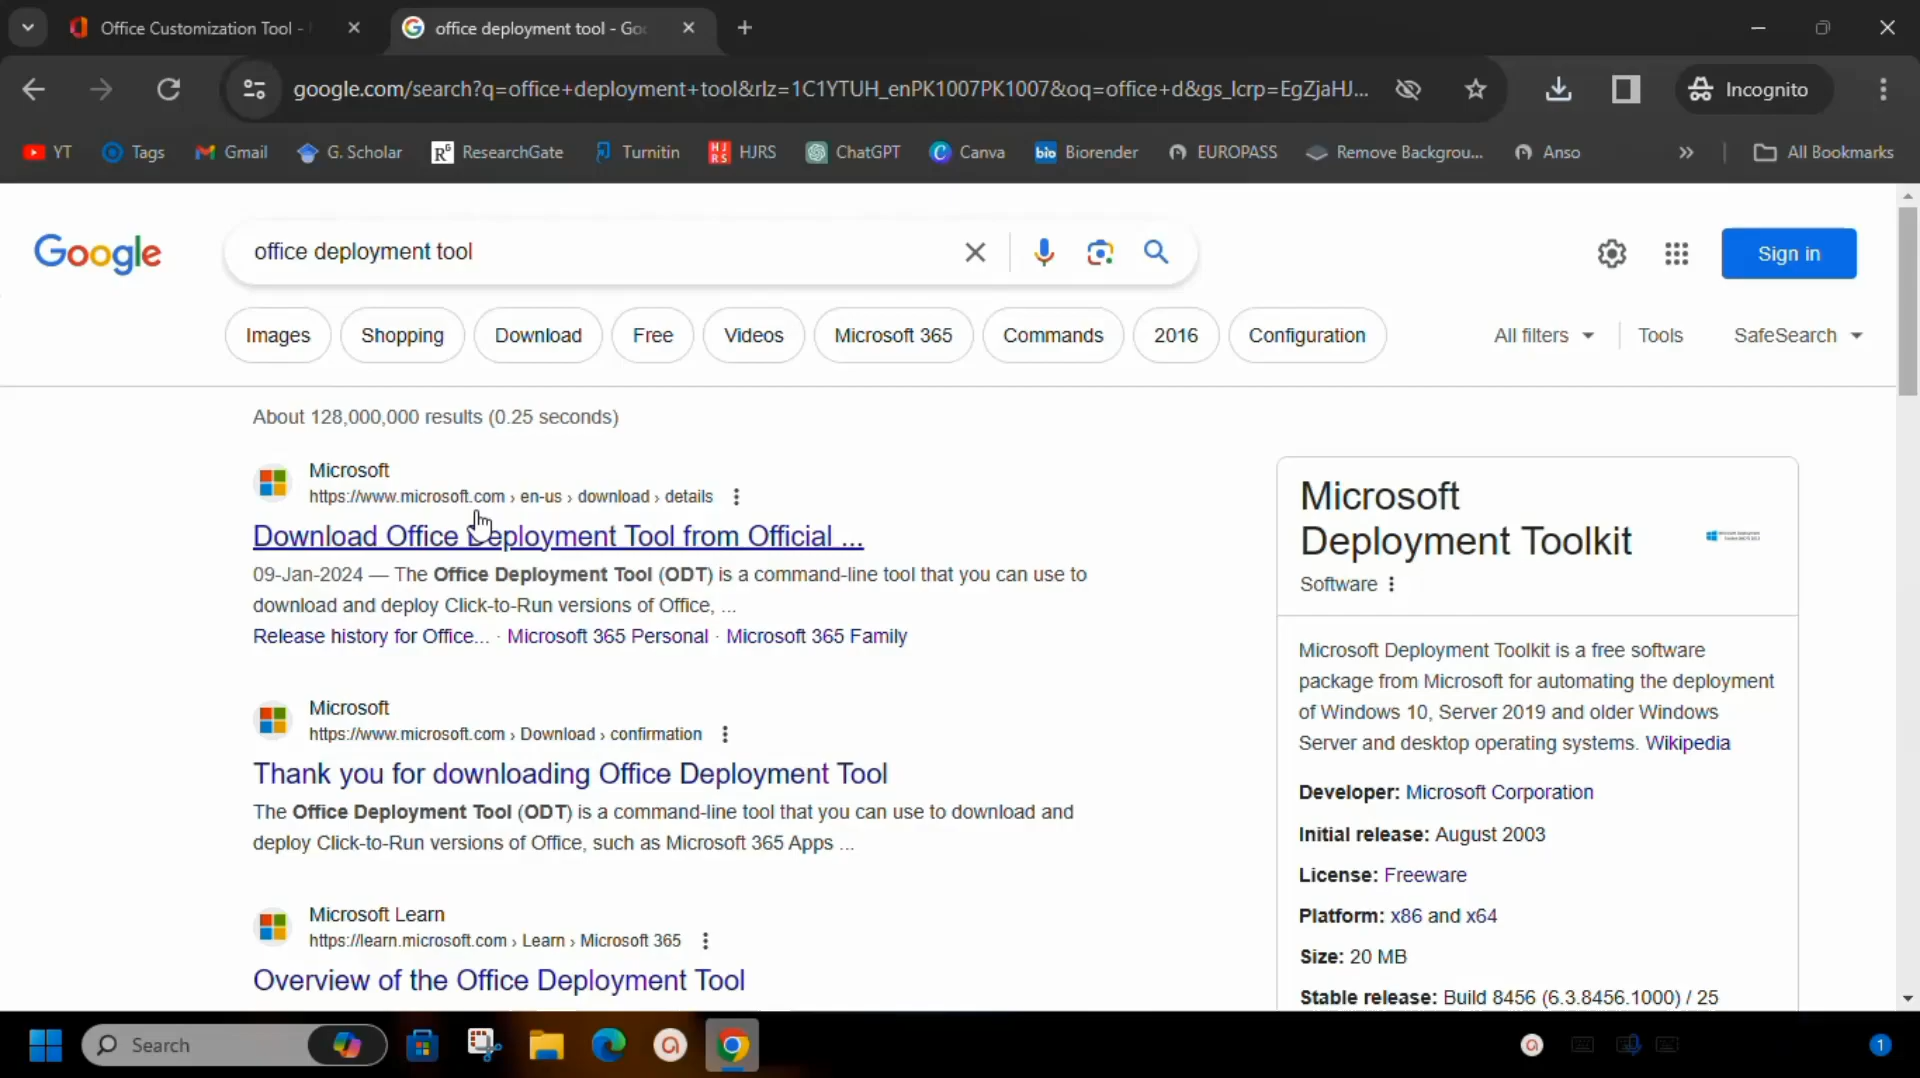 Office Customization Tool -
office deployment tool - Goo
google.com/search?q=office+deployment+tool&rlz=1C1YTUH_enPK1007PK1007&oq=office+d&gs_lcrp=EgZjaHJ...
Incognito
YT
Tags
Gmail
G. Scholar
ResearchGate
Turnitin
HJRS
ChatGPT
Canva
bio Biorender
EUROPASS
Remove Backgrou...
Anso
All Bookmarks
Google
office deployment tool
Sign in
Images
Shopping
Download
Free
Videos
Microsoft 365
Commands
2016
Configuration
All filters
Tools
SafeSearch
About 128,000,000 results (0.25 seconds)
Microsoft
https://www.microsoft.com › en-us › download › details
Download Office Deployment Tool from Official ...
09-Jan-2024 — The Office Deployment Tool (ODT) is a command-line tool that you can use to
download and deploy Click-to-Run versions of Office, ...
Release history for Office... · Microsoft 365 Personal · Microsoft 365 Family
Microsoft
https://www.microsoft.com › Download › confirmation
Thank you for downloading Office Deployment Tool
The Office Deployment Tool (ODT) is a command-line tool that you can use to download and
deploy Click-to-Run versions of Office, such as Microsoft 365 Apps ...
Microsoft Learn
https://learn.microsoft.com › Learn › Microsoft 365
Overview of the Office Deployment Tool
Microsoft
Deployment Toolkit
Software
Microsoft Deployment Toolkit is a free software
package from Microsoft for automating the deployment
of Windows 10, Server 2019 and older Windows
Server and desktop operating systems. Wikipedia
Developer: Microsoft Corporation
Initial release: August 2003
License: Freeware
Platform: x86 and x64
Size: 20 MB
Stable release: Build 8456 (6.3.8456.1000) / 25
Search
1